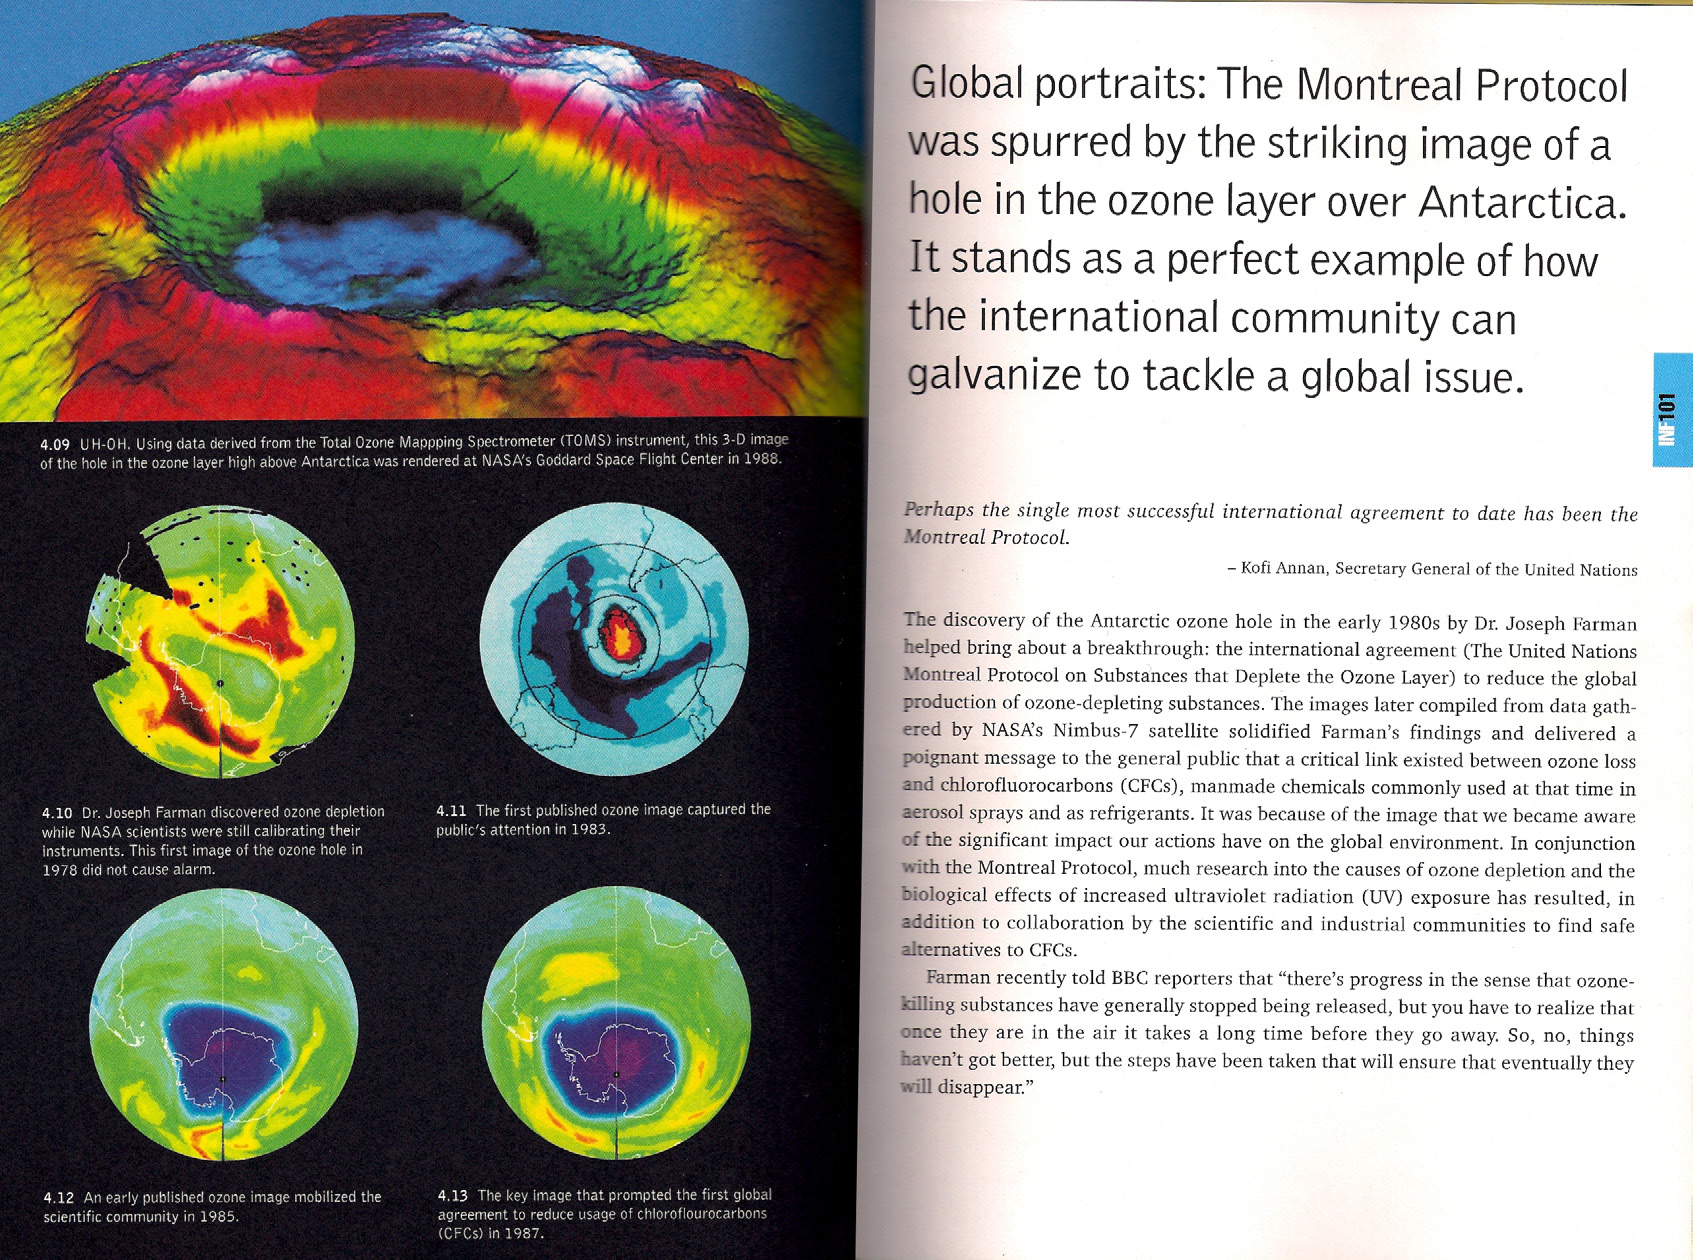 4.09 UH-OH. Using data derived from the Total Ozone Mappping Spectrometer (TOMS) instrument, this 3-D image
of the hole in the ozone layer high above Antarctica was rendered at NASA's Goddard Space Flight Center in 1988.
4.10 Dr. Joseph Farman discovered ozone depletion
while NASA scientists were still calibrating their
instruments. This first image of the ozone hole in
1978 did not cause alarm.
4.11 The first published ozone image captured the
public's attention in 1983.
4.12 An early published ozone image mobilized the
scientific community in 1985.
4.13 The key image that prompted the first global
agreement to reduce usage of chloroflourocarbons
(CFCs) in 1987.
Global portraits: The Montreal Protocol
was spurred by the striking image of a
hole in the ozone layer over Antarctica.
It stands as a perfect example of how
the international community can
galvanize to tackle a global issue.
INF101
Perhaps the single most successful international agreement to date has been the
Montreal Protocol.
– Kofi Annan, Secretary General of the United Nations
The discovery of the Antarctic ozone hole in the early 1980s by Dr. Joseph Farman
helped bring about a breakthrough: the international agreement (The United Nations
Montreal Protocol on Substances that Deplete the Ozone Layer) to reduce the global
production of ozone-depleting substances. The images later compiled from data gath-
ered by NASA's Nimbus-7 satellite solidified Farman's findings and delivered a
poignant message to the general public that a critical link existed between ozone loss
and chlorofluorocarbons (CFCs), manmade chemicals commonly used at that time in
aerosol sprays and as refrigerants. It was because of the image that we became aware
of the significant impact our actions have on the global environment. In conjunction
with the Montreal Protocol, much research into the causes of ozone depletion and the
biological effects of increased ultraviolet radiation (UV) exposure has resulted, in
addition to collaboration by the scientific and industrial communities to find safe
alternatives to CFCs.
Farman recently told BBC reporters that “there's progress in the sense that ozone-
killing substances have generally stopped being released, but you have to realize that
once they are in the air it takes a long time before they go away. So, no, things
haven't got better, but the steps have been taken that will ensure that eventually they
will disappear.”